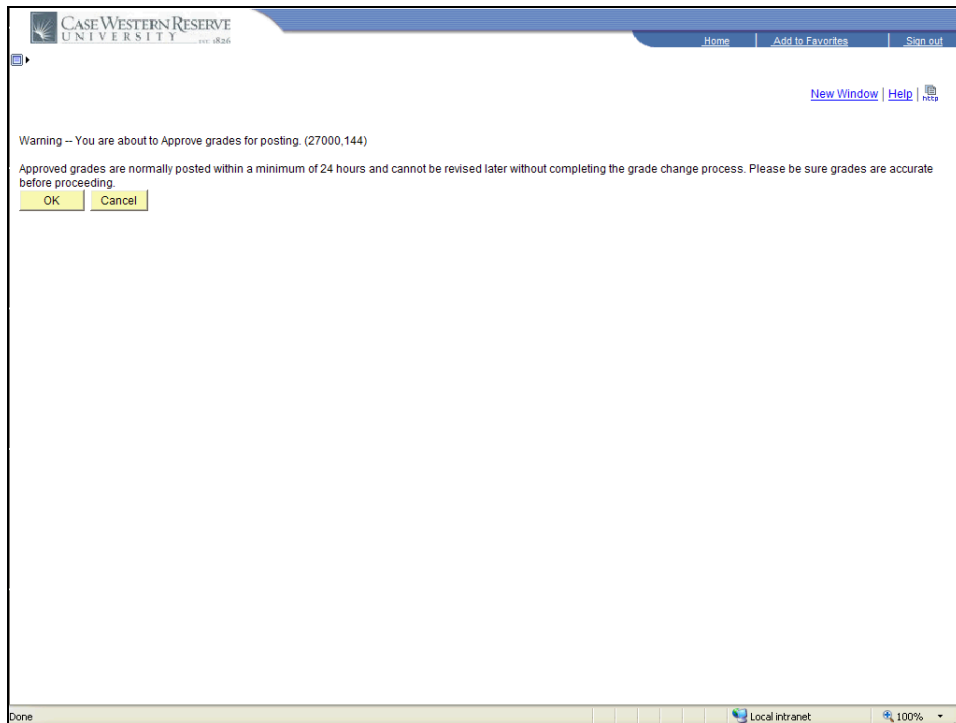 CASE WESTERN RESERVE
UNIVERSITY EST. 1826
Home Add to Favorites Sign out
New Window | Help | http
Warning -- You are about to Approve grades for posting. (27000,144)
Approved grades are normally posted within a minimum of 24 hours and cannot be revised later without completing the grade change process. Please be sure grades are accurate
before proceeding.
OK Cancel
Done Local intranet 100%